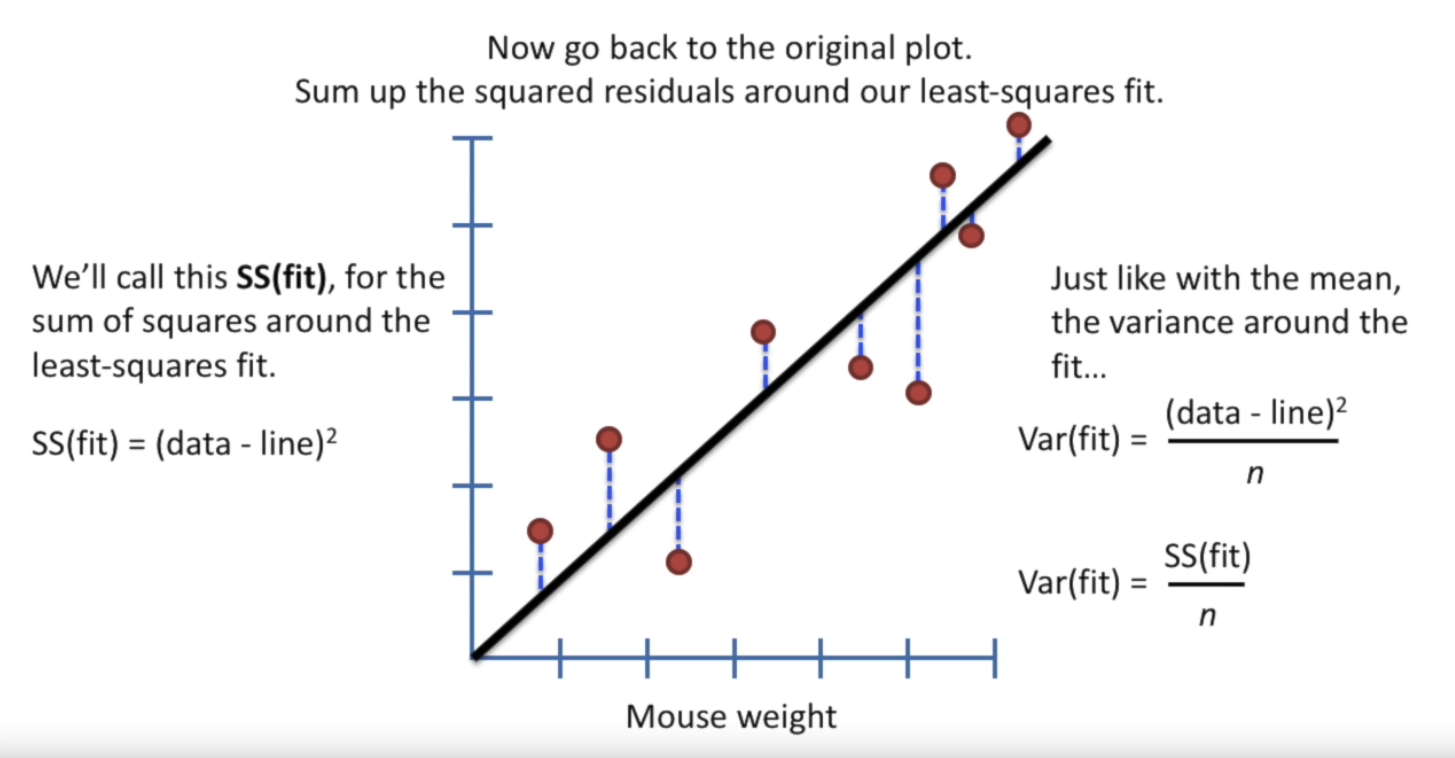 Now go back to the original plot.
Sum up the squared residuals around our least-squares fit.
We’ll call this SS(fit), for the
sum of squares around the
least-squares fit.
SS(fit) = (data - line)²
Just like with the mean,
the variance around the
fit...
Var(fit) = (data - line)²
n
Var(fit) = SS(fit)
n
Mouse weight